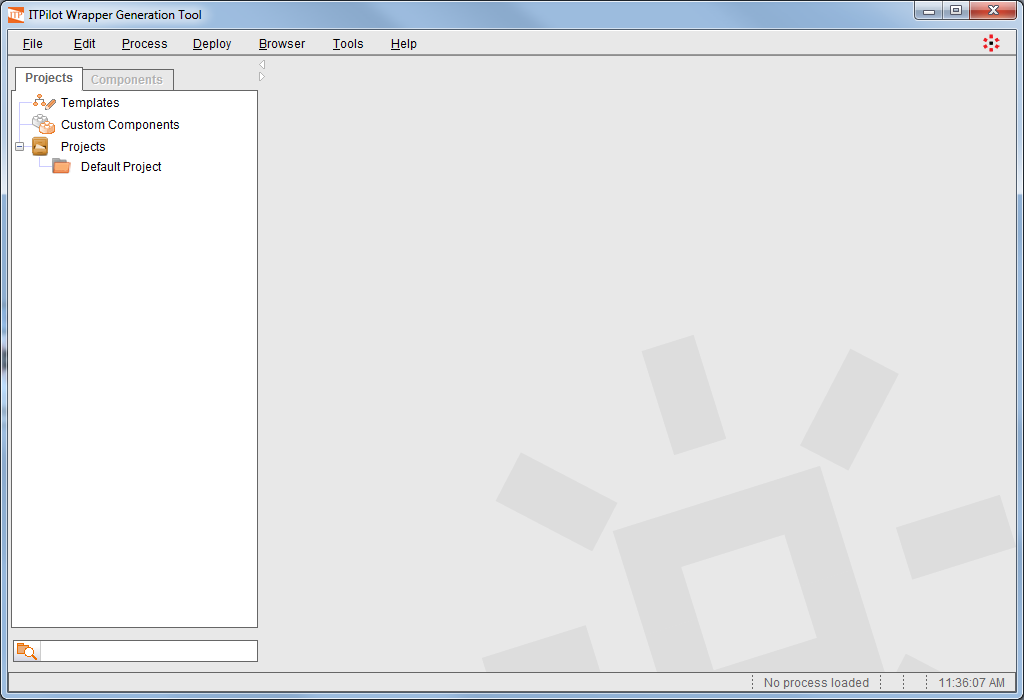 ITP ITPilot Wrapper Generation Tool
File Edit Process Deploy Browser Tools Help
Projects Components
Templates
Custom Components
Projects
Default Project
No process loaded 11:36:07 AM